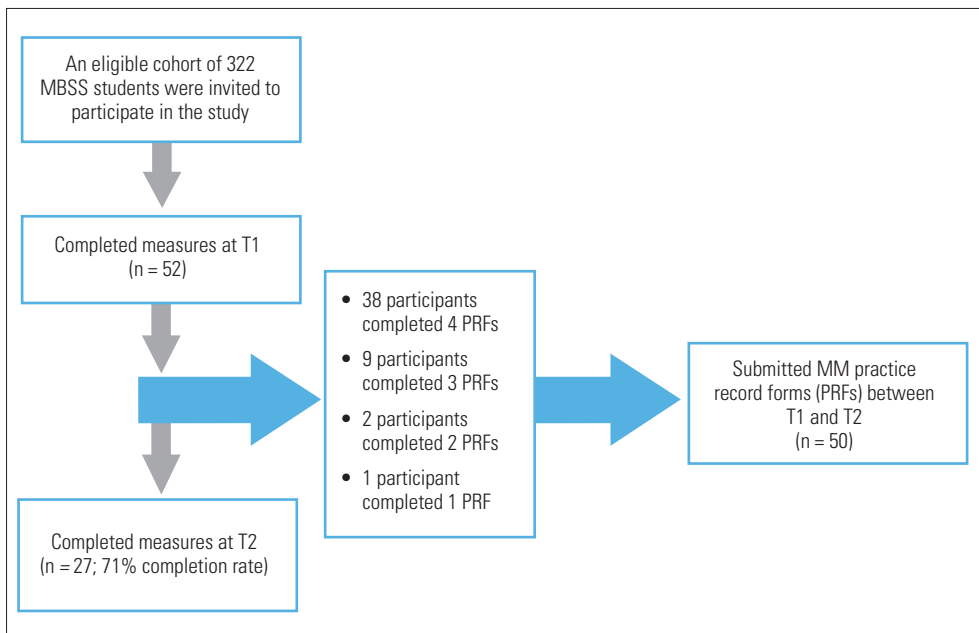 An eligible cohort of 322
MBSS students were invited to
participate in the study
Completed measures at T1
(n = 52)
• 38 participants
completed 4 PRFs
• 9 participants
completed 3 PRFs
• 2 participants
completed 2 PRFs
• 1 participant
completed 1 PRF
Submitted MM practice
record forms (PRFs) between
T1 and T2
(n = 50)
Completed measures at T2
(n = 27; 71% completion rate)